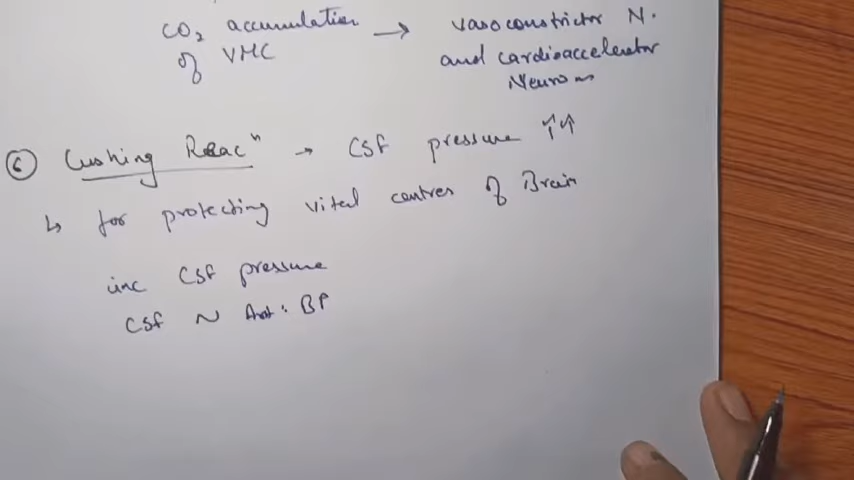 CO2 accumulation → vasoconstrictor N.
of VMC and cardioaccelerator
Neuron
⑥ Cushing Reacⁿ → CSF pressure ↑↑
↳ for protecting vital centres of Brain
inc CSF pressure
CSF ~ Art: BP